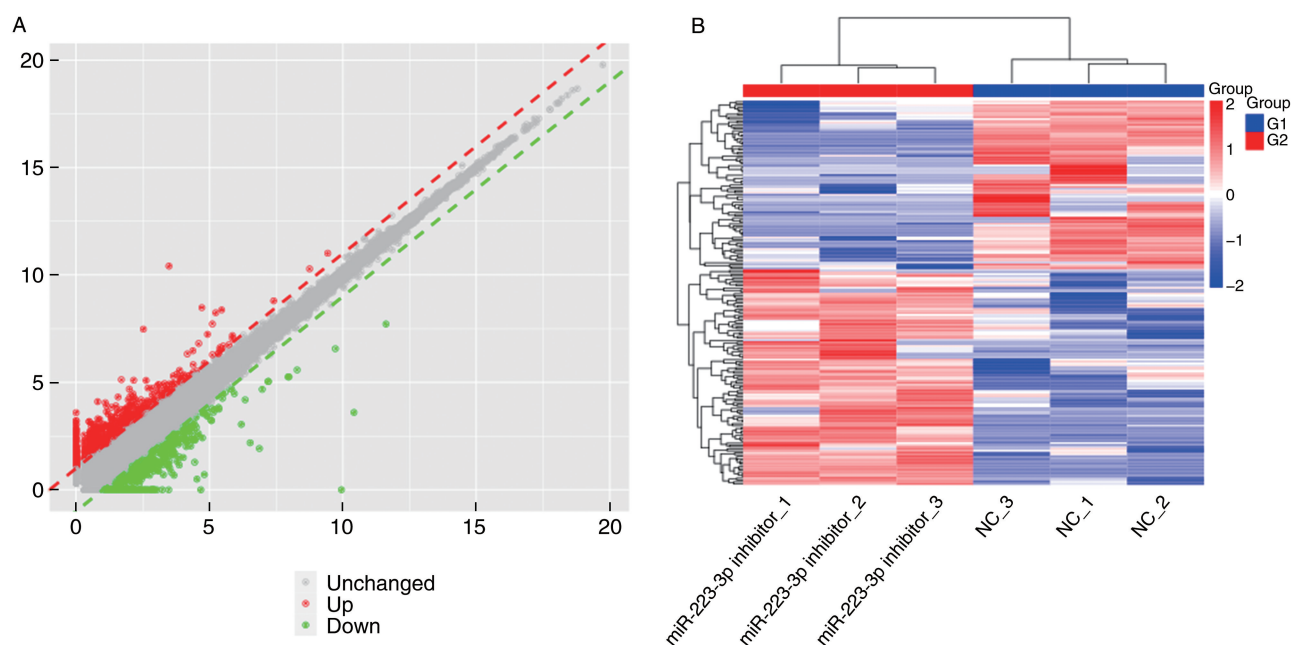 A
20
15
10
5
0
0 5 10 15 20
Unchanged
Up
Down
B
Group
2
1
0
−1
−2
Group
G1
G2
miR-223-3p inhibitor_1
miR-223-3p inhibitor_2
miR-223-3p inhibitor_3
NC_3
NC_1
NC_2